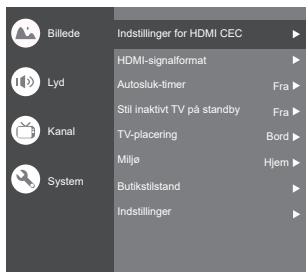 Billede
Lyd
Kanal
System
Indstillinger for HDMI CEC
HDMI-signalformat
Autosluk-timer Fra
Stil inaktivt TV på standby Fra
TV-placering Bord
Miljø Hjem
Butikstilstand
Indstillinger